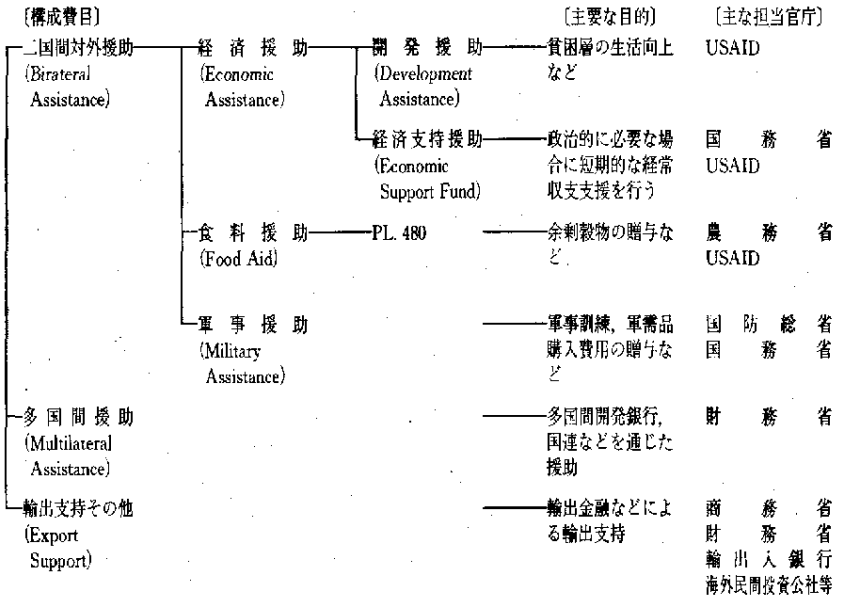 〔構成費目〕 〔主要な目的〕 〔主な担当官庁〕
二国間対外援助 経済援助 開発援助 貧困層の生活向上 USAID
(Birateral (Economic (Development など
Assistance) Assistance) Assistance)
経済支持援助 政治的に必要な場 国務省
(Economic 合に短期的な経常 USAID
Support Fund) 収支支援を行う
食料援助 PL. 480 余剰穀物の贈与な 農務省
(Food Aid) ど USAID
軍事援助 軍事訓練,軍需品 国防総省
(Military 購入費用の贈与な 国務省
Assistance) ど
多国間援助 多国間開発銀行, 財務省
(Multilateral 国連などを通じた
Assistance) 援助
輸出支持その他 輸出金融などによ 商務省
(Export る輸出支持 財務省
Support) 輸出入銀行
海外民間投資公社等